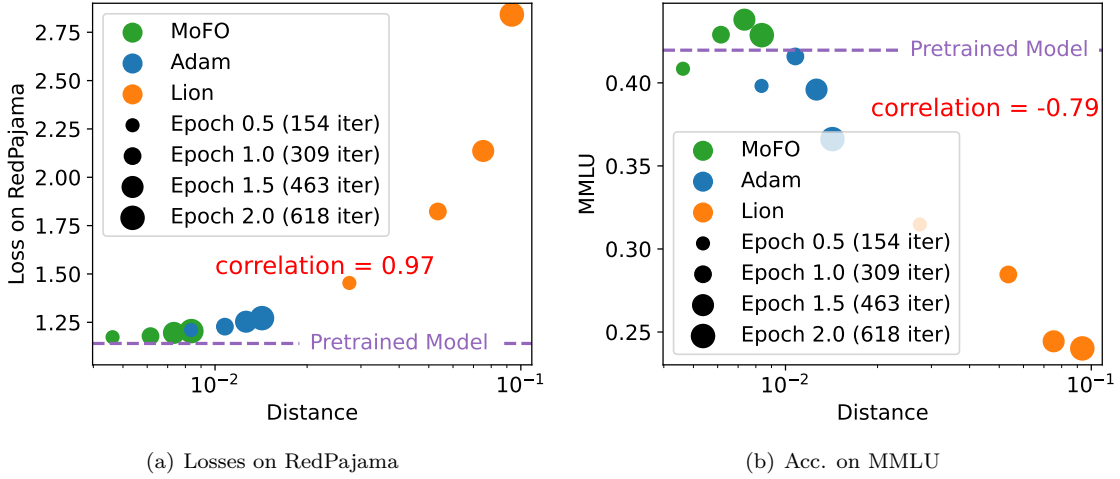 2.75
2.50
2.25
2.00
1.75
1.50
1.25
Loss on RedPajama
MoFO
Adam
Lion
Epoch 0.5 (154 iter)
Epoch 1.0 (309 iter)
Epoch 1.5 (463 iter)
Epoch 2.0 (618 iter)
correlation = 0.97
Pretrained Model
10⁻²
10⁻¹
Distance
(a) Losses on RedPajama
0.40
0.35
0.30
0.25
MMLU
Pretrained Model
correlation = -0.79
MoFO
Adam
Lion
Epoch 0.5 (154 iter)
Epoch 1.0 (309 iter)
Epoch 1.5 (463 iter)
Epoch 2.0 (618 iter)
10⁻²
10⁻¹
Distance
(b) Acc. on MMLU